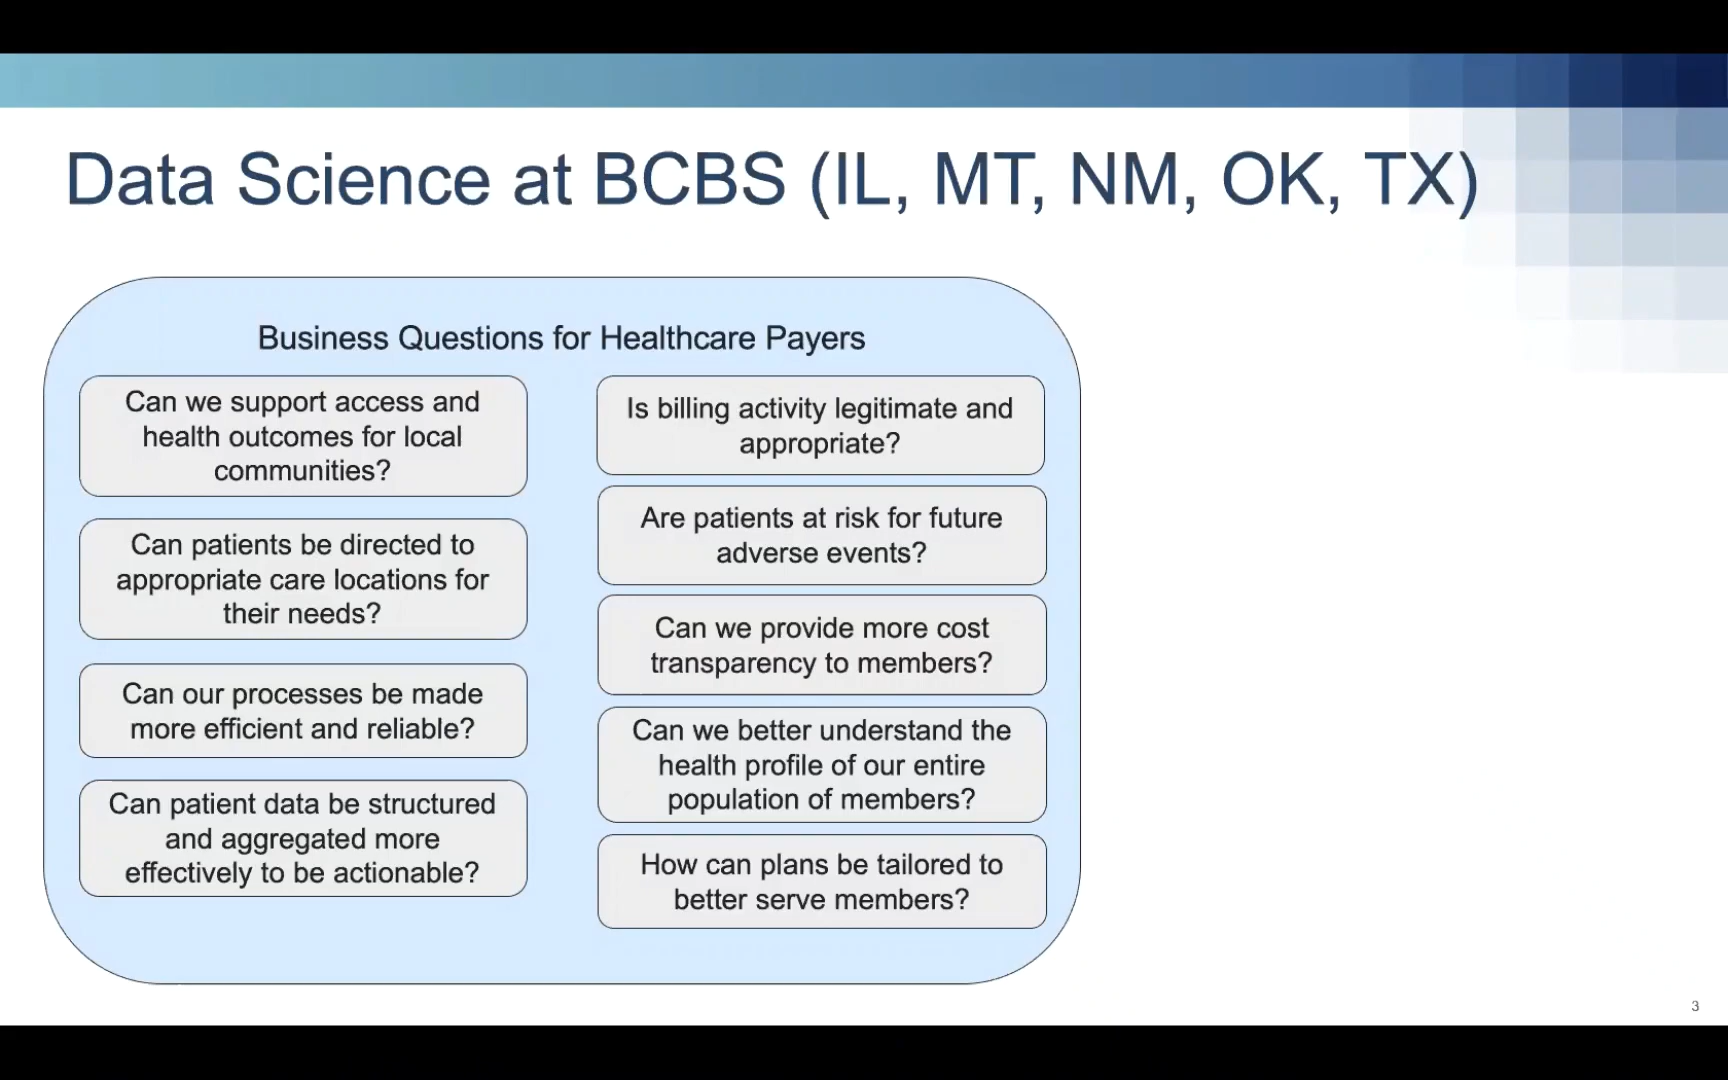 Data Science at BCBS (IL, MT, NM, OK, TX)
Business Questions for Healthcare Payers
Can we support access and
health outcomes for local
communities?
Can patients be directed to
appropriate care locations for
their needs?
Can our processes be made
more efficient and reliable?
Can patient data be structured
and aggregated more
effectively to be actionable?
Is billing activity legitimate and
appropriate?
Are patients at risk for future
adverse events?
Can we provide more cost
transparency to members?
Can we better understand the
health profile of our entire
population of members?
How can plans be tailored to
better serve members?
3